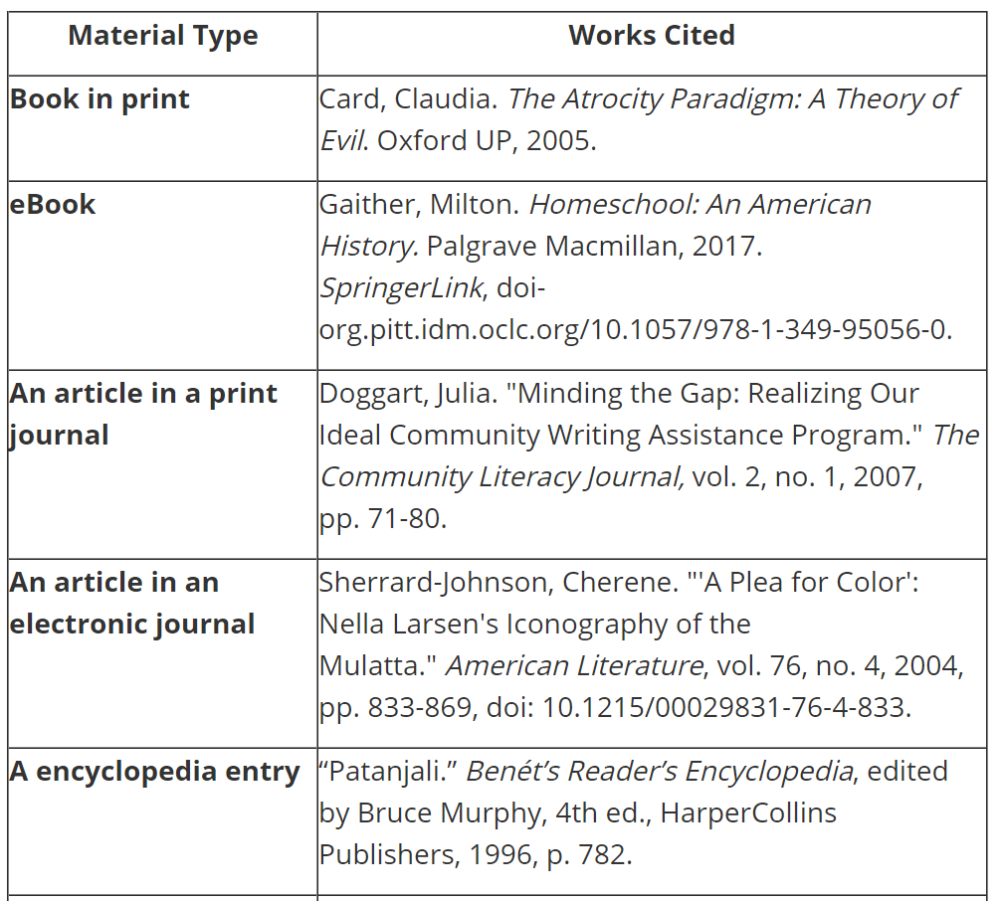 Material Type
Works Cited
Book in print
Card, Claudia. The Atrocity Paradigm: A Theory of
Evil. Oxford UP, 2005.
eBook
Gaither, Milton. Homeschool: An American
History. Palgrave Macmillan, 2017.
SpringerLink, doi-
org.pitt.idm.oclc.org/10.1057/978-1-349-95056-0.
An article in a print
journal
Doggart, Julia. "Minding the Gap: Realizing Our
Ideal Community Writing Assistance Program." The
Community Literacy Journal, vol. 2, no. 1, 2007,
pp. 71-80.
An article in an
electronic journal
Sherrard-Johnson, Cherene. "'A Plea for Color':
Nella Larsen's Iconography of the
Mulatta." American Literature, vol. 76, no. 4, 2004,
pp. 833-869, doi: 10.1215/00029831-76-4-833.
A encyclopedia entry
“Patanjali.” Benét’s Reader’s Encyclopedia, edited
by Bruce Murphy, 4th ed., HarperCollins
Publishers, 1996, p. 782.